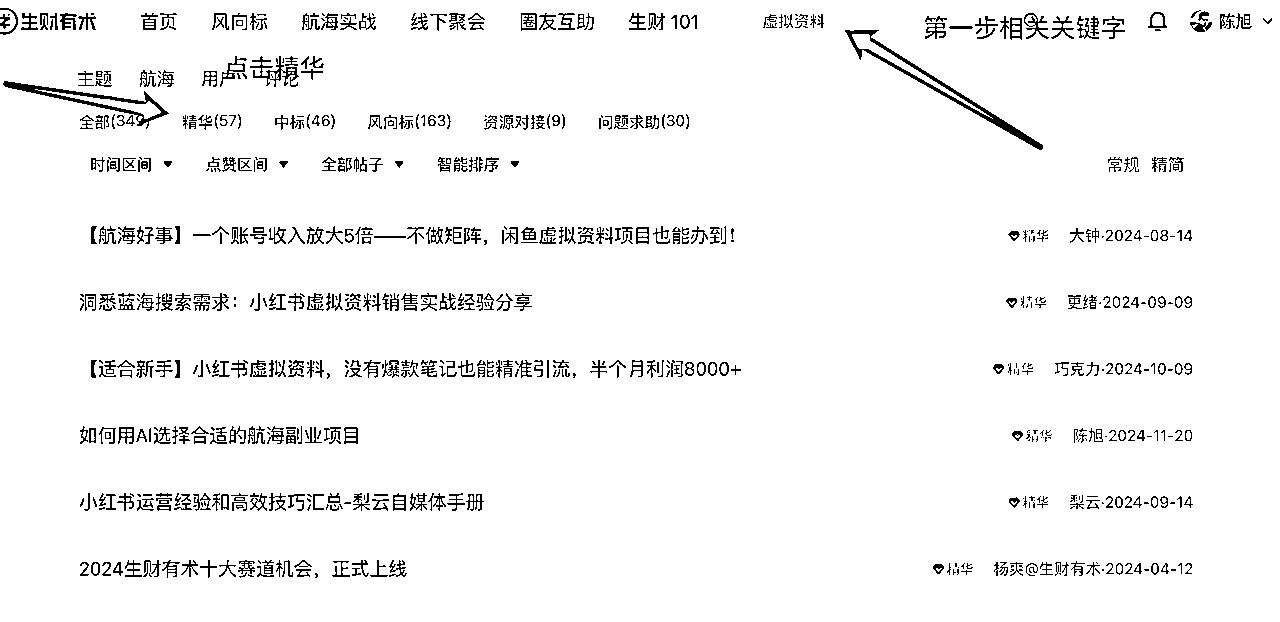 生财有术 首页 风向标 航海实战 线下聚会 圈友互助 生财 101 虚拟资料 第一步相关关键字 陈旭
点击精华
主题 航海 用户 评论
全部(349) 精华(57) 中标(46) 风向标(163) 资源对接(9) 问题求助(30)
时间区间 点赞区间 全部帖子 智能排序 常规 精简
【航海好事】一个账号收入放大5倍——不做矩阵，闲鱼虚拟资料项目也能办到！ 精华 大钟·2024-08-14
洞悉蓝海搜索需求：小红书虚拟资料销售实战经验分享 精华 更绪·2024-09-09
【适合新手】小红书虚拟资料，没有爆款笔记也能精准引流，半个月利润8000+ 精华 巧克力·2024-10-09
如何用AI选择合适的航海副业项目 精华 陈旭·2024-11-20
小红书运营经验和高效技巧汇总-梨云自媒体手册 精华 梨云·2024-09-14
2024生财有术十大赛道机会，正式上线 精华 杨爽@生财有术·2024-04-12